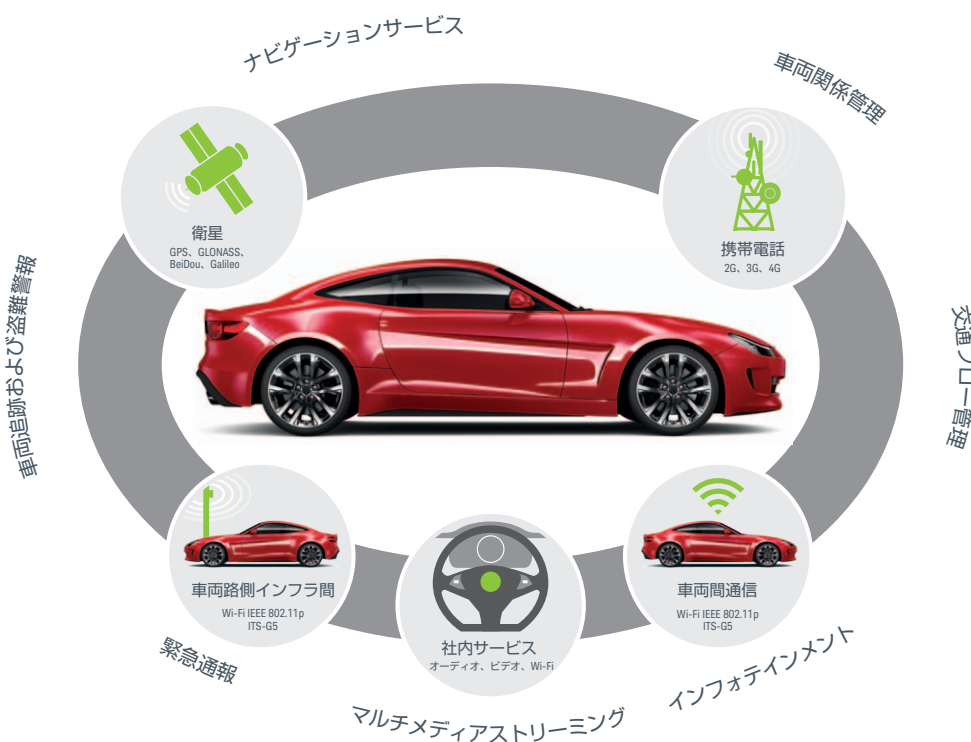 ナビゲーションサービス
車両関係管理
衛星
GPS、GLONASS、
BeiDou、Galileo
携帯電話
2G、3G、4G
車両追跡および盗難警報
交通フロー管理
車両路側インフラ間
Wi-Fi IEEE 802.11p
ITS-G5
社内サービス
オーディオ、ビデオ、Wi-Fi
車両間通信
Wi-Fi IEEE 802.11p
ITS-G5
緊急通報
マルチメディアストリーミング
インフォテインメント